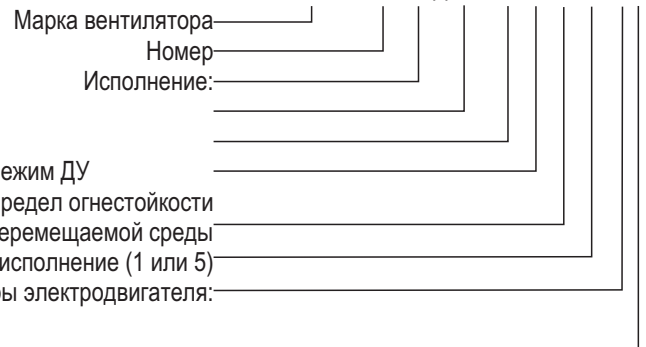 Марка вентилятора
Номер
Исполнение:
ежим ДУ
редел огнестойкости
еремещаемой среды
исполнение (1 или 5)
ры электродвигателя: